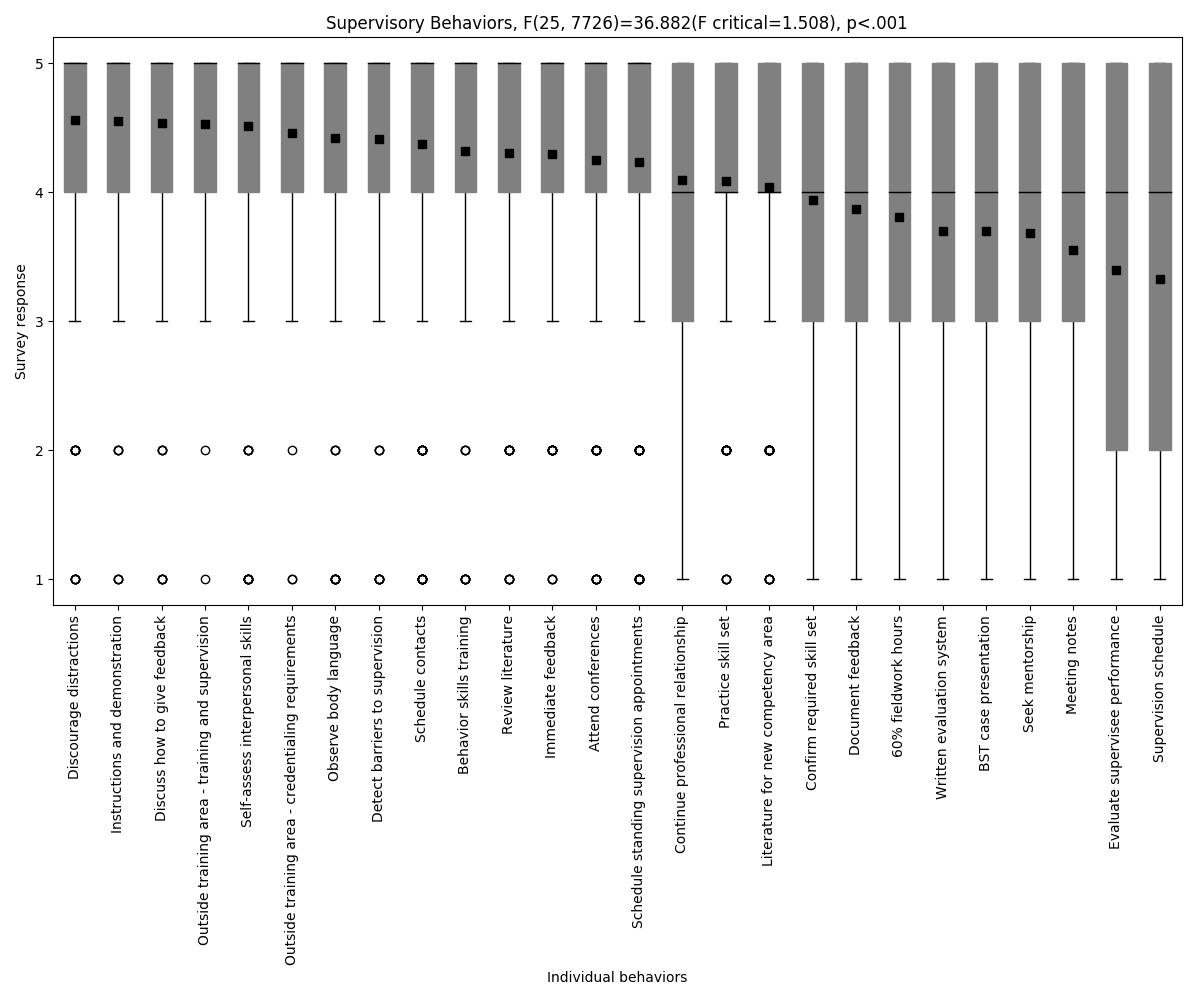 Supervisory Behaviors, F(25, 7726)=36.882(F critical=1.508), p<.001
Survey response
5
4
3
2
1
Discourage distractions
Instructions and demonstration
Discuss how to give feedback
Outside training area - training and supervision
Self-assess interpersonal skills
Outside training area - credentialing requirements
Observe body language
Detect barriers to supervision
Schedule contacts
Behavior skills training
Review literature
Immediate feedback
Attend conferences
Schedule standing supervision appointments
Continue professional relationship
Practice skill set
Literature for new competency area
Confirm required skill set
Document feedback
60% fieldwork hours
Written evaluation system
BST case presentation
Seek mentorship
Meeting notes
Evaluate supervisee performance
Supervision schedule
Individual behaviors